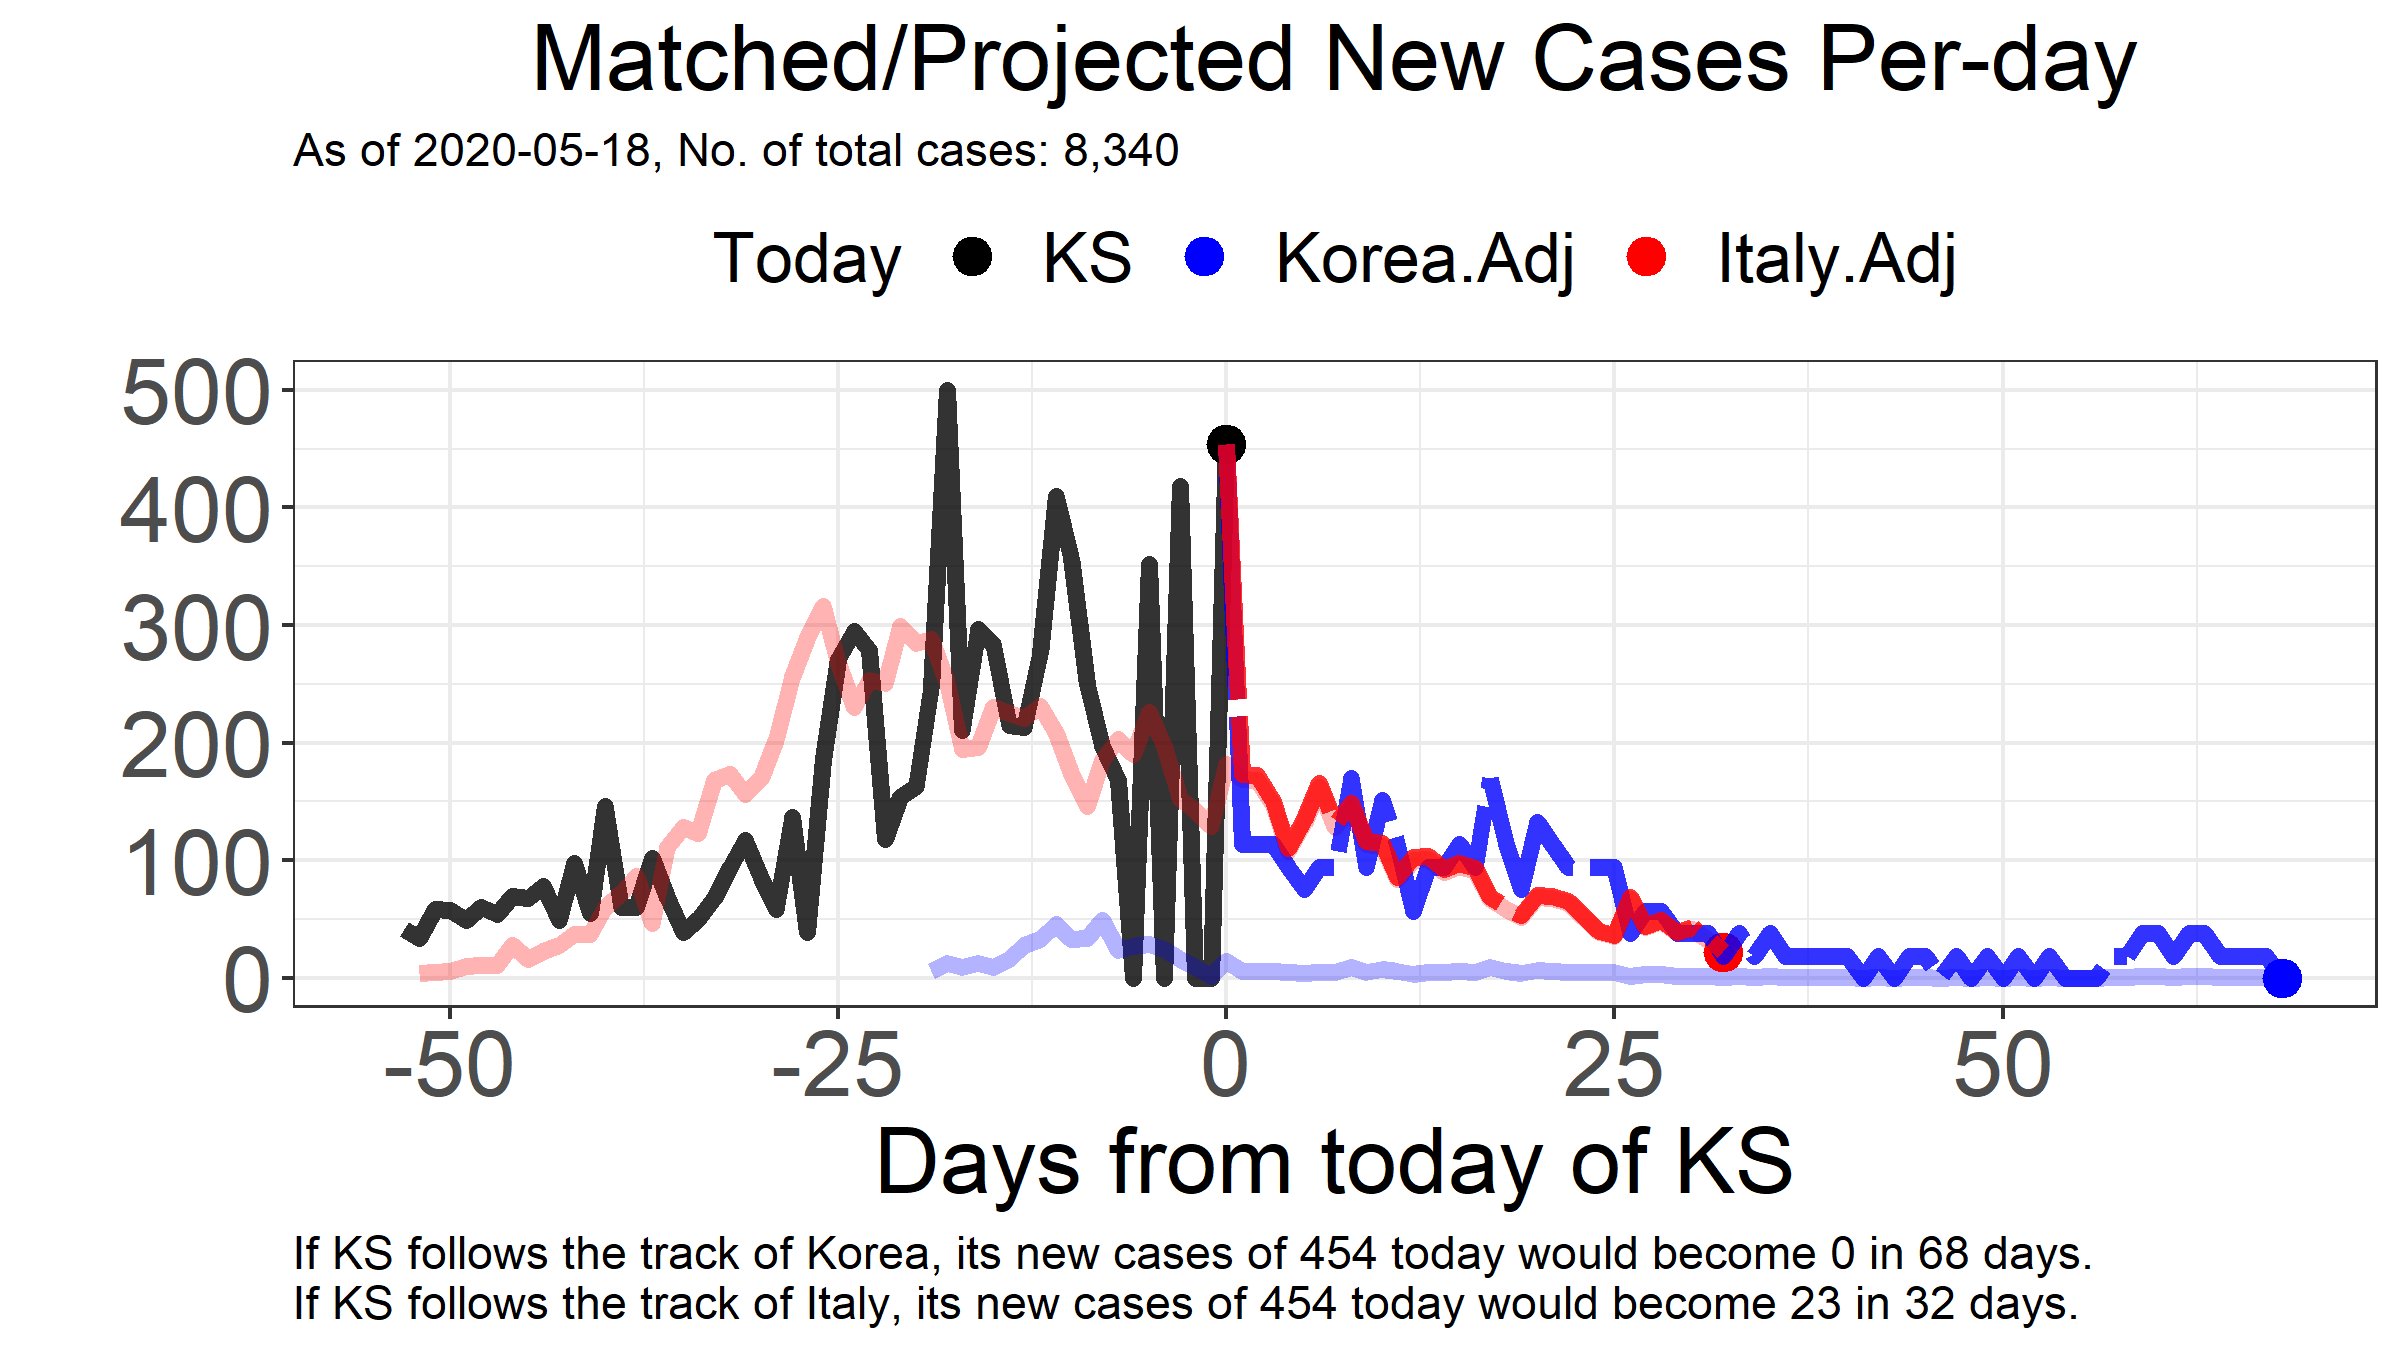 Matched/Projected New Cases Per-day
As of 2020-05-18, No. of total cases: 8,340
Today KS Korea.Adj Italy.Adj
500
400
300
200
100
0
-50 -25 0 25 50
Days from today of KS
If KS follows the track of Korea, its new cases of 454 today would become 0 in 68 days.
If KS follows the track of Italy, its new cases of 454 today would become 23 in 32 days.